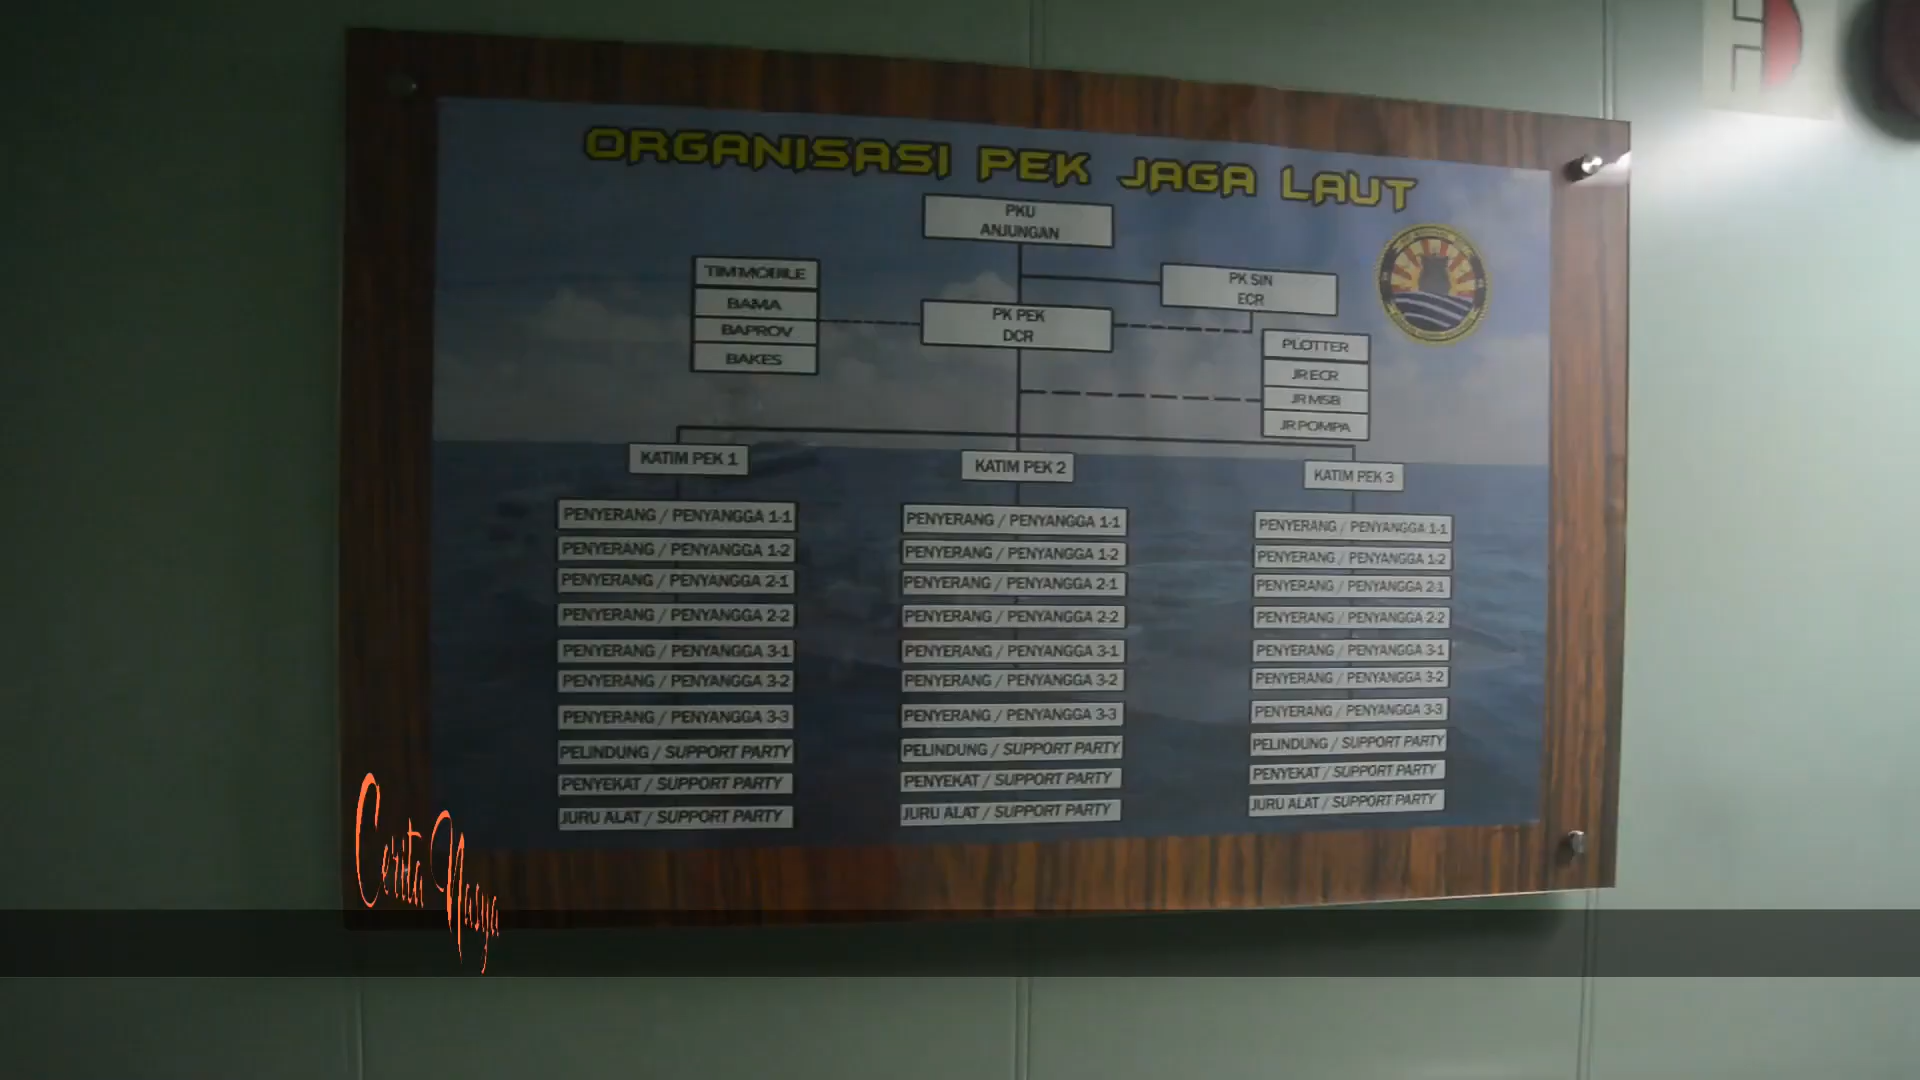 ORGANISASI PEK JAGA LAUT
PKU
ANJUNGAN
PK SIN
ECR
TIM MOBILE
BAMA
BAPROV
BAKES
PK PEK
DCR
PLOTTER
JR ECR
JR MSB
JR POMPA
KATIM PEK 1
PENYERANG / PENYANGGA 1-1
PENYERANG / PENYANGGA 1-2
PENYERANG / PENYANGGA 2-1
PENYERANG / PENYANGGA 2-2
PENYERANG / PENYANGGA 3-1
PENYERANG / PENYANGGA 3-2
PENYERANG / PENYANGGA 3-3
PELINDUNG / SUPPORT PARTY
PENYEKAT / SUPPORT PARTY
JURU ALAT / SUPPORT PARTY
KATIM PEK 2
PENYERANG / PENYANGGA 1-1
PENYERANG / PENYANGGA 1-2
PENYERANG / PENYANGGA 2-1
PENYERANG / PENYANGGA 2-2
PENYERANG / PENYANGGA 3-1
PENYERANG / PENYANGGA 3-2
PENYERANG / PENYANGGA 3-3
PELINDUNG / SUPPORT PARTY
PENYEKAT / SUPPORT PARTY
JURU ALAT / SUPPORT PARTY
KATIM PEK 3
PENYERANG / PENYANGGA 1-1
PENYERANG / PENYANGGA 1-2
PENYERANG / PENYANGGA 2-1
PENYERANG / PENYANGGA 2-2
PENYERANG / PENYANGGA 3-1
PENYERANG / PENYANGGA 3-2
PENYERANG / PENYANGGA 3-3
PELINDUNG / SUPPORT PARTY
PENYEKAT / SUPPORT PARTY
JURU ALAT / SUPPORT PARTY
Cerita Nasya